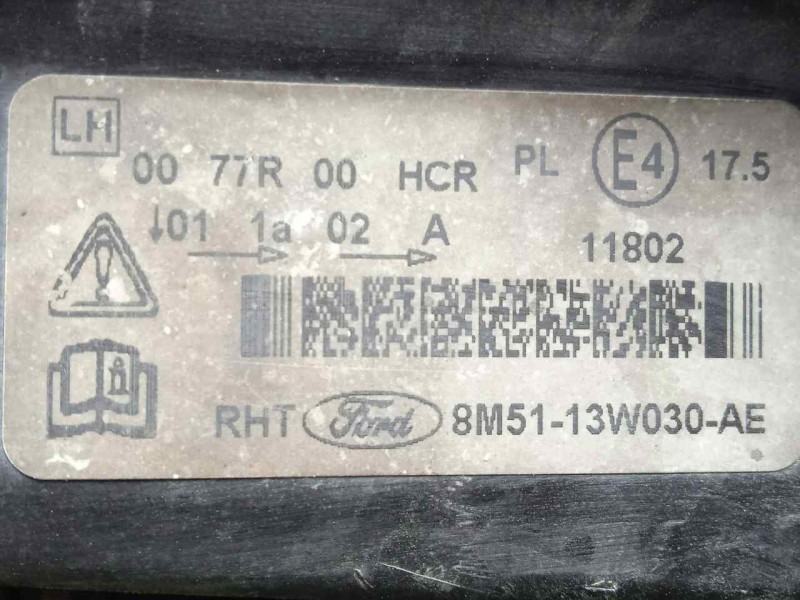 LH
00 77R 00 HCR PL E4 17.5
↓01 1a 02 A 11802
RHT Ford 8M51-13W030-AE